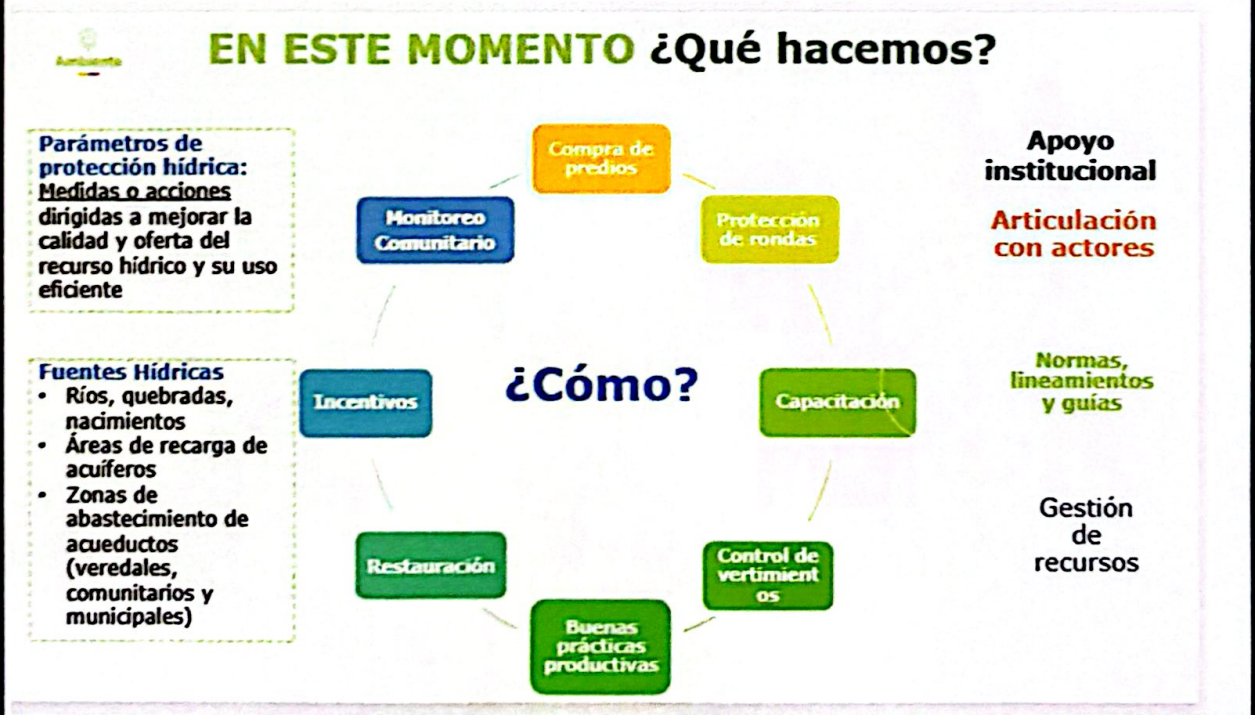 Ambiente
EN ESTE MOMENTO ¿Qué hacemos?
Parámetros de
protección hídrica:
Medidas o acciones
dirigidas a mejorar la
calidad y oferta del
recurso hídrico y su uso
eficiente
Fuentes Hídricas
• Ríos, quebradas,
nacimientos
• Áreas de recarga de
acuíferos
• Zonas de
abastecimiento de
acueductos
(veredales,
comunitarios y
municipales)
¿Cómo?
Compra de
predios
Protección
de rondas
Capacitación
Control de
vertimient
os
Buenas
prácticas
productivas
Restauración
Incentivos
Monitoreo
Comunitario
Apoyo
institucional
Articulación
con actores
Normas,
lineamientos
y guías
Gestión
de
recursos